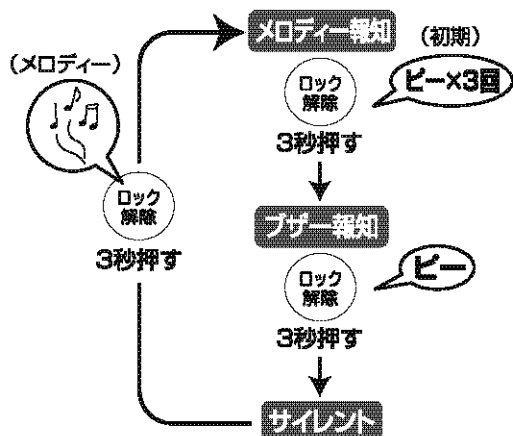 メロディー報知
(初期)
ロック
解除
ピー×3回
3秒押す
ブザー報知
ロック
解除
ピー
3秒押す
サイレント
(メロディー)
ロック
解除
3秒押す